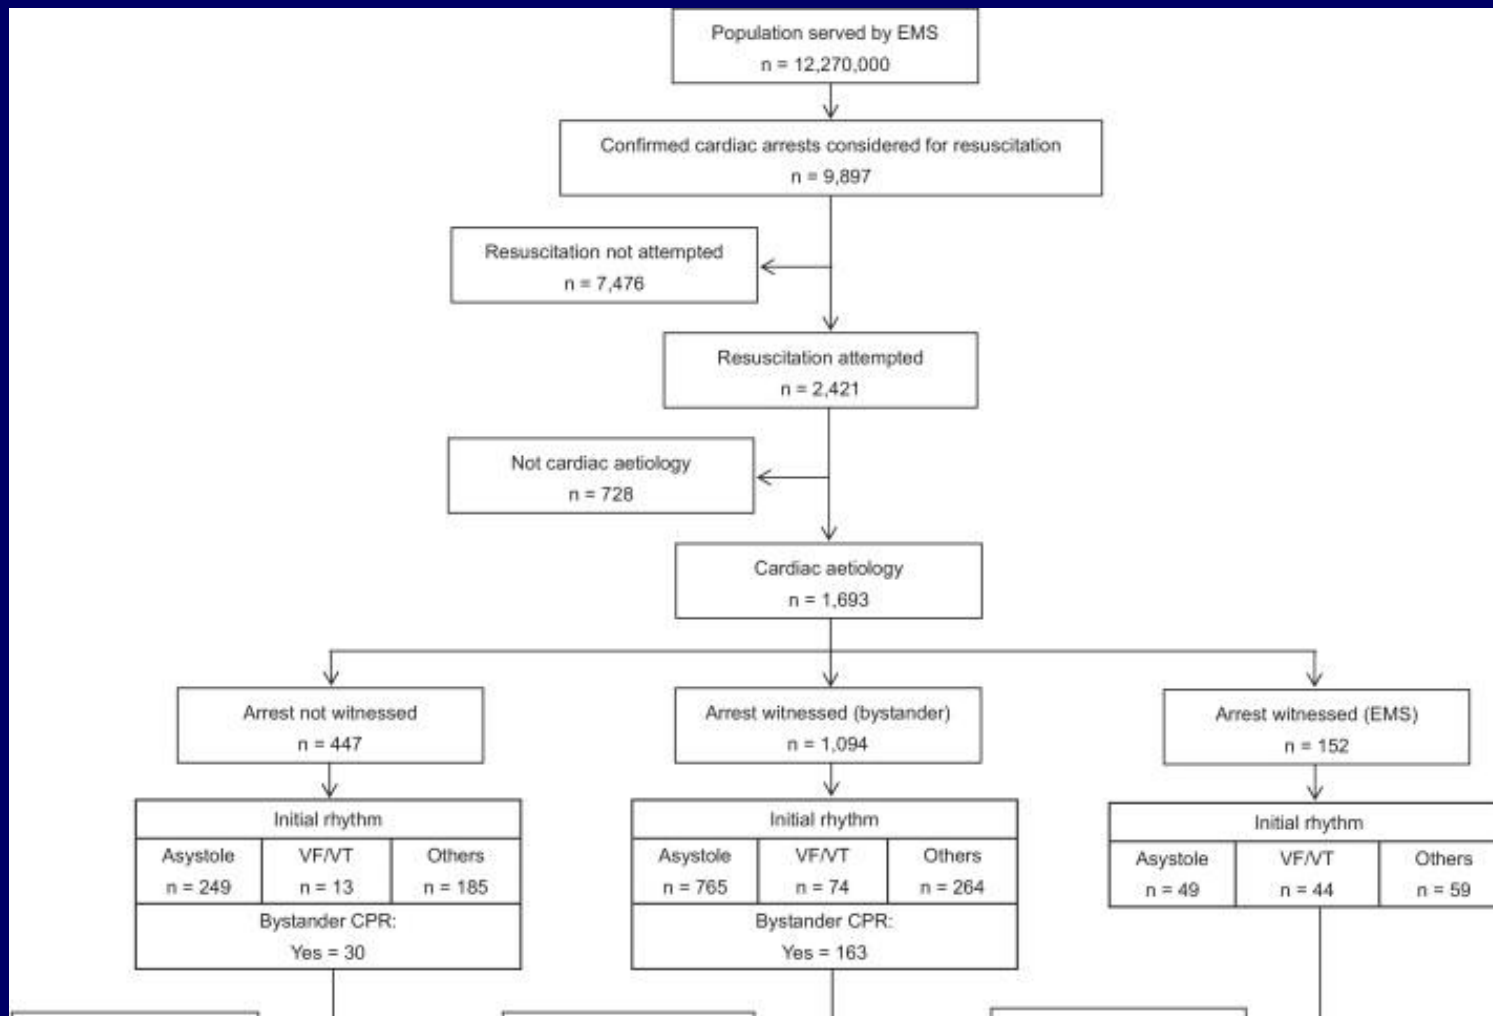 Population served by EMS
n = 12,270,000
Confirmed cardiac arrests considered for resuscitation
n = 9,897
Resuscitation not attempted
n = 7,476
Resuscitation attempted
n = 2,421
Not cardiac aetiology
n = 728
Cardiac aetiology
n = 1,693
Arrest not witnessed
n = 447
Arrest witnessed (bystander)
n = 1,094
Arrest witnessed (EMS)
n = 152
Initial rhythm
Asystole VF/VT Others
n = 249 n = 13 n = 185
Bystander CPR:
Yes = 30
Initial rhythm
Asystole VF/VT Others
n = 765 n = 74 n = 264
Bystander CPR:
Yes = 163
Initial rhythm
Asystole VF/VT Others
n = 49 n = 44 n = 59